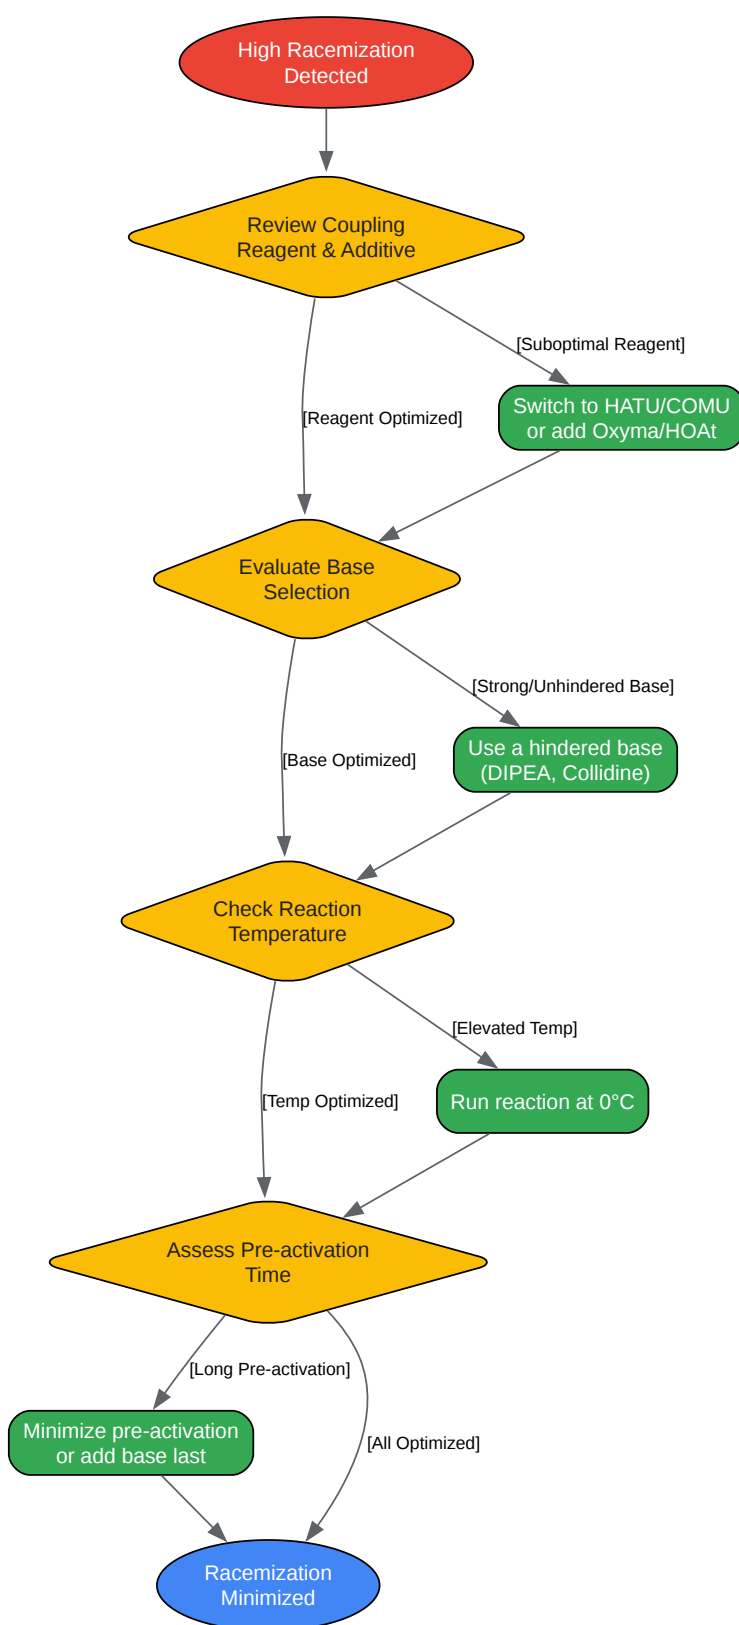 High Racemization
Detected
Review Coupling
Reagent & Additive
[Suboptimal Reagent]
Switch to HATU/COMU
or add Oxyma/HOAt
[Reagent Optimized]
Evaluate Base
Selection
[Strong/Unhindered Base]
Use a hindered base
(DIPEA, Collidine)
[Base Optimized]
Check Reaction
Temperature
[Elevated Temp]
Run reaction at 0°C
[Temp Optimized]
Assess Pre-activation
Time
[Long Pre-activation]
Minimize pre-activation
or add base last
[All Optimized]
Racemization
Minimized